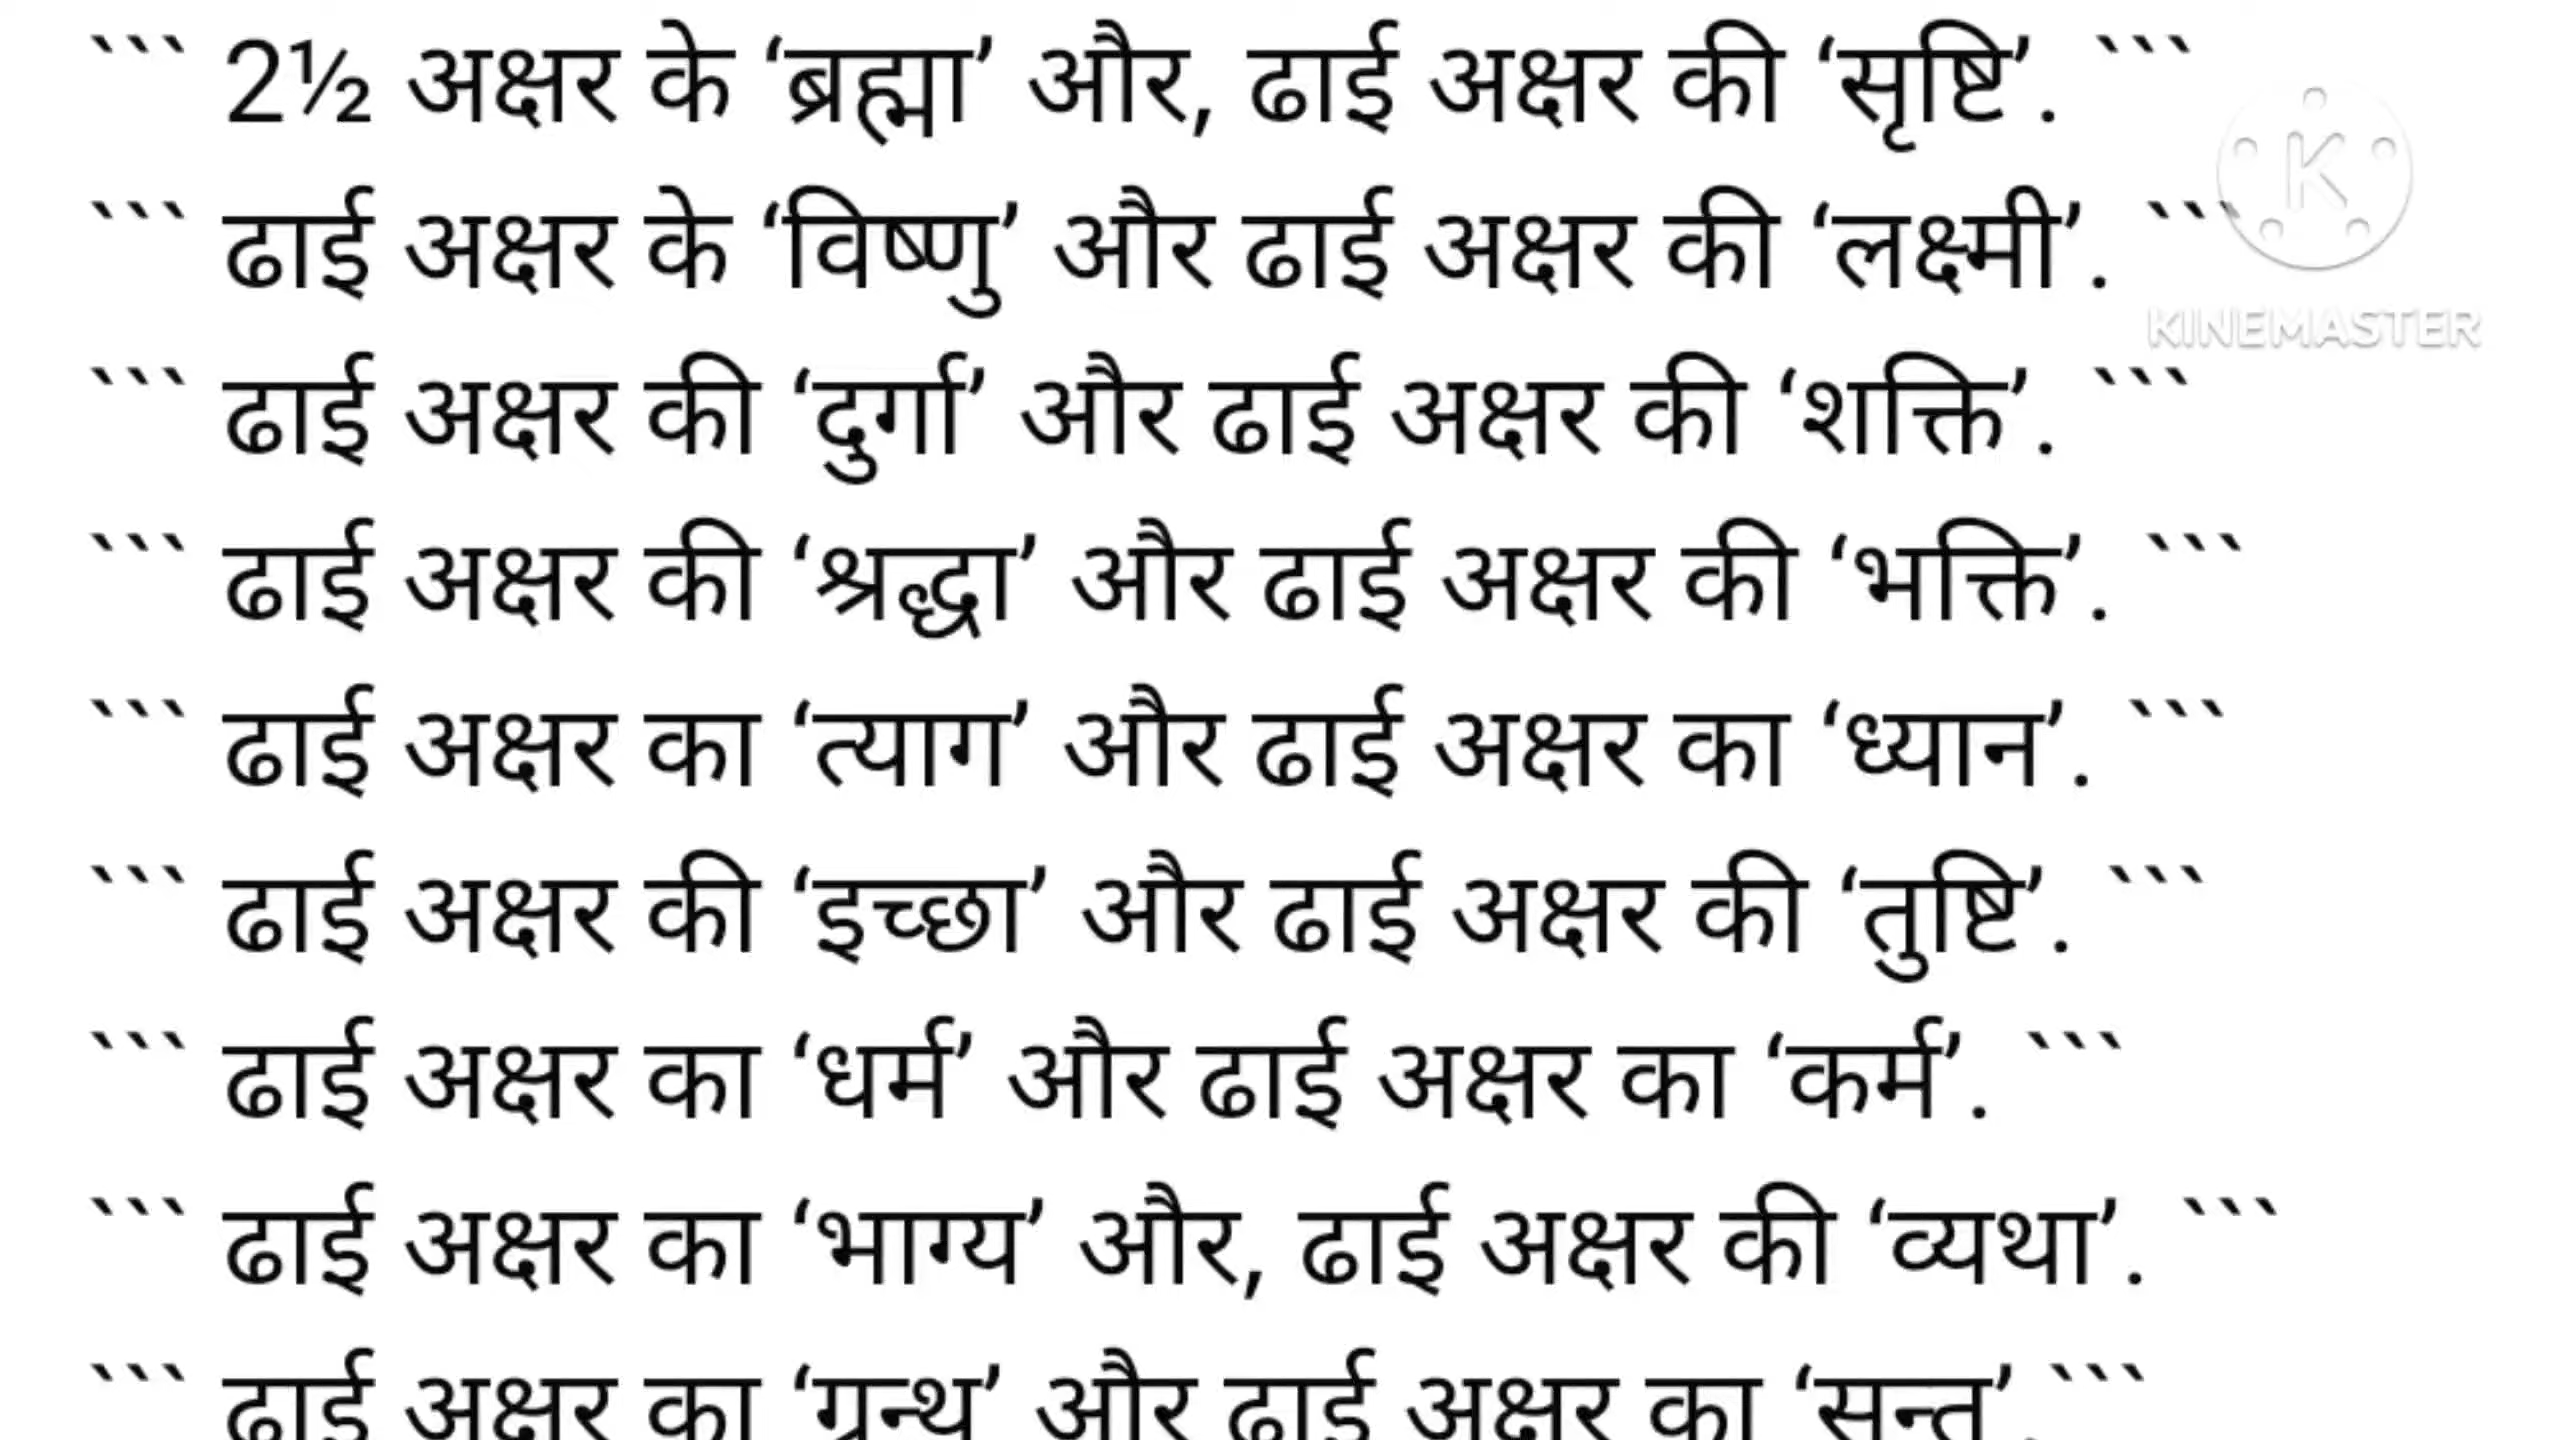 ``` 2½ अक्षर के ‘ब्रह्मा’ और, ढाई अक्षर की ‘सृष्टि’. ```
``` ढाई अक्षर के ‘विष्णु’ और ढाई अक्षर की ‘लक्ष्मी’. ```
KINEMASTER
``` ढाई अक्षर की ‘दुर्गा’ और ढाई अक्षर की ‘शक्ति’. ```
``` ढाई अक्षर की ‘श्रद्धा’ और ढाई अक्षर की ‘भक्ति’. ```
``` ढाई अक्षर का ‘त्याग’ और ढाई अक्षर का ‘ध्यान’. ```
``` ढाई अक्षर की ‘इच्छा’ और ढाई अक्षर की ‘तुष्टि’. ```
``` ढाई अक्षर का ‘धर्म’ और ढाई अक्षर का ‘कर्म’. ```
``` ढाई अक्षर का ‘भाग्य’ और, ढाई अक्षर की ‘व्यथा’. ```
``` ढाई अक्षर का ‘ग्रन्थ’ और ढाई अक्षर का ‘सन्त’.```